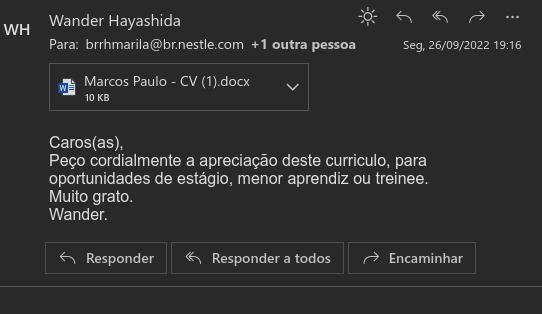 WH
Wander Hayashida
Para: brrhmarila@br.nestle.com +1 outra pessoa
Seg, 26/09/2022 19:16
Marcos Paulo - CV (1).docx
10 KB
Caros(as),
Peço cordialmente a apreciação deste curriculo, para
oportunidades de estágio, menor aprendiz ou treinee.
Muito grato.
Wander.
Responder
Responder a todos
Encaminhar